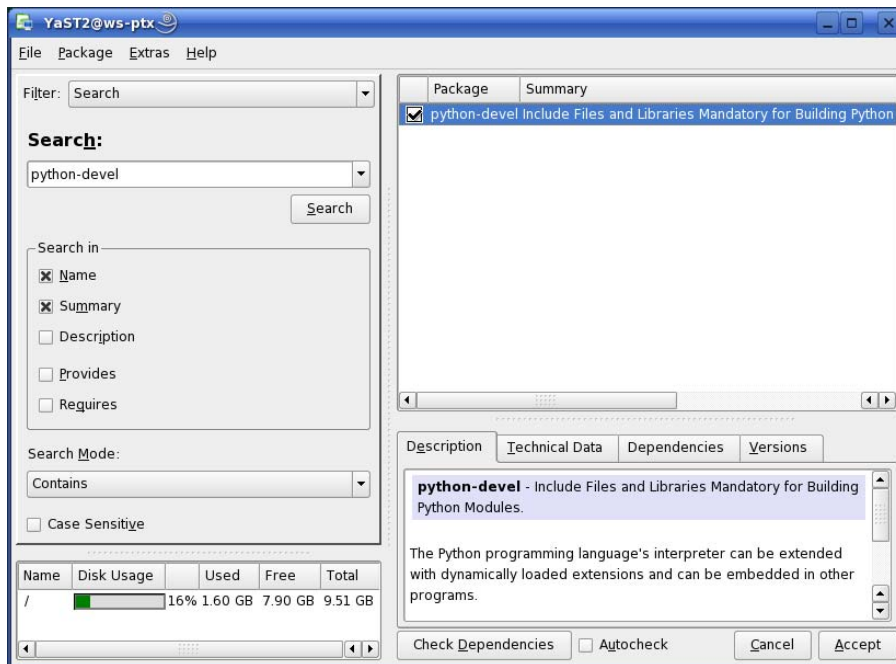 YaST2@ws-ptx
File Package Extras Help
Filter: Search
Search:
python-devel
Search
Search in
Name
Summary
Description
Provides
Requires
Search Mode:
Contains
Case Sensitive
Name Disk Usage Used Free Total
/ 16% 1.60 GB 7.90 GB 9.51 GB
Package Summary
python-devel Include Files and Libraries Mandatory for Building Python
Description Technical Data Dependencies Versions
python-devel - Include Files and Libraries Mandatory for Building
Python Modules.
The Python programming language's interpreter can be extended
with dynamically loaded extensions and can be embedded in other
programs.
Check Dependencies Autocheck Cancel Accept